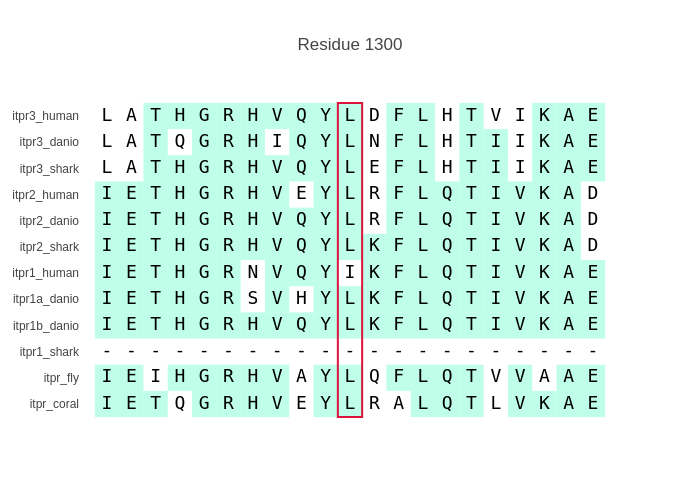 Residue 1300
itpr3_human L A T H G R H V Q Y L D F L H T V I K A E
itpr3_danio L A T Q G R H I Q Y L N F L H T I I K A E
itpr3_shark L A T H G R H V Q Y L E F L H T I I K A E
itpr2_human I E T H G R H V E Y L R F L Q T I V K A D
itpr2_danio I E T H G R H V Q Y L R F L Q T I V K A D
itpr2_shark I E T H G R H V Q Y L K F L Q T I V K A D
itpr1_human I E T H G R N V Q Y I K F L Q T I V K A E
itpr1a_danio I E T H G R S V H Y L K F L Q T I V K A E
itpr1b_danio I E T H G R H V Q Y L K F L Q T I V K A E
itpr1_shark - - - - - - - - - - - - - - - - - - - - -
itpr_fly I E I H G R H V A Y L Q F L Q T V V A A E
itpr_coral I E T Q G R H V E Y L R A L Q T L V K A E